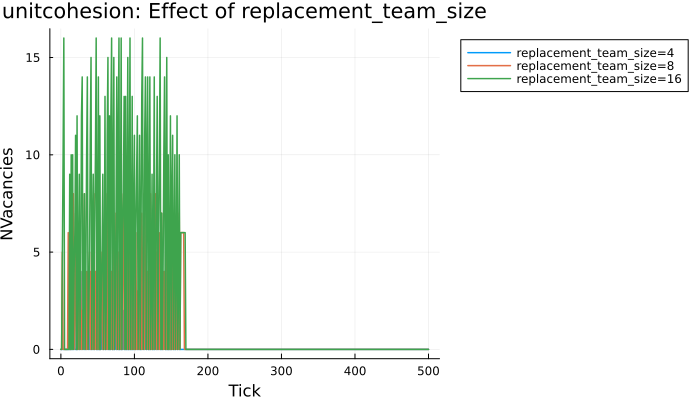 unitcohesion: Effect of replacement_team_size
replacement_team_size=4
replacement_team_size=8
replacement_team_size=16
NVacancies
15
10
5
0
0 100 200 300 400 500
Tick